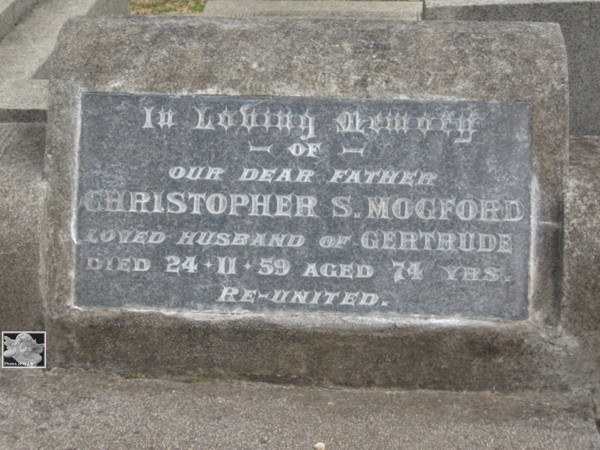 In Loving Memory
– OF –
OUR DEAR FATHER
CHRISTOPHER S. MOGFORD
LOVED HUSBAND OF GERTRUDE
DIED 24·11·59 AGED 74 YRS.
RE-UNITED.